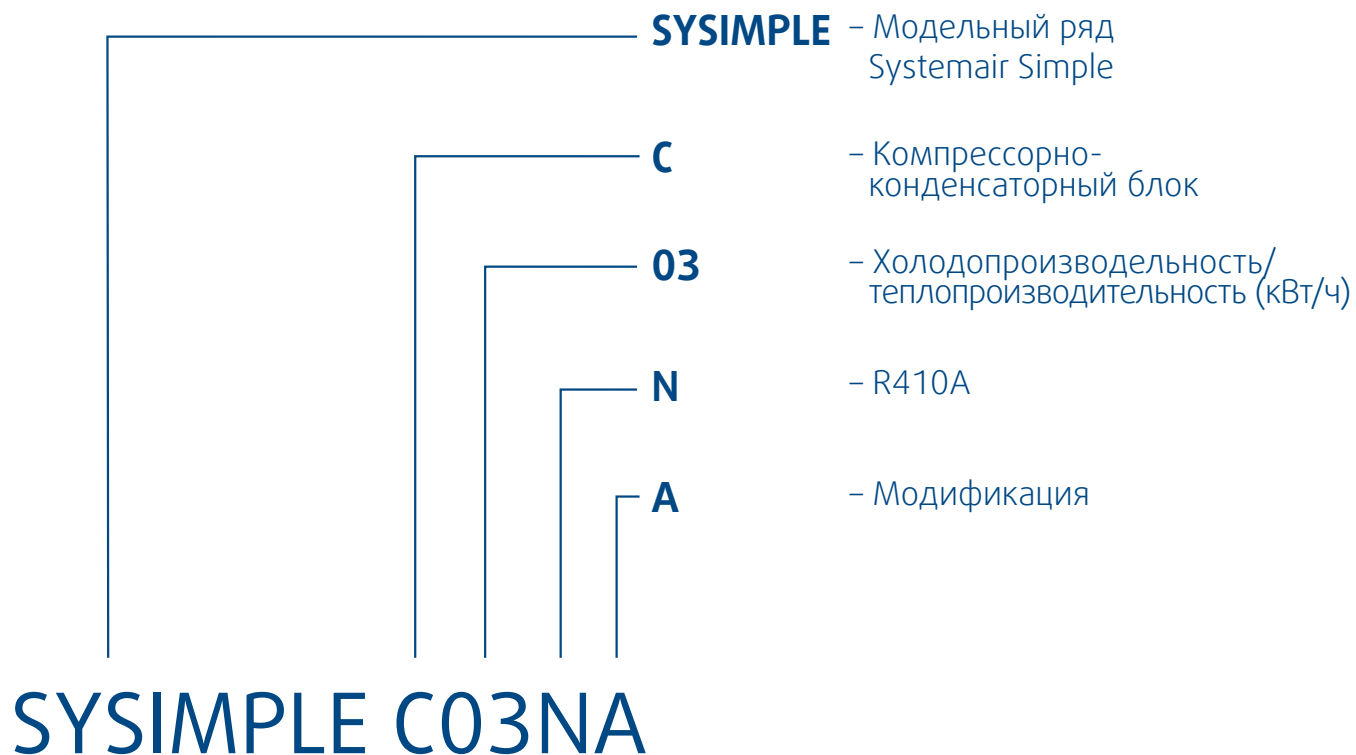 SYSIMPLE – Модельный ряд
Systemair Simple
C – Компрессорно-
конденсаторный блок
03 – Холодопроизводельность/
теплопроизводительность (кВт/ч)
N – R410A
A – Модификация
SYSIMPLE C03NA